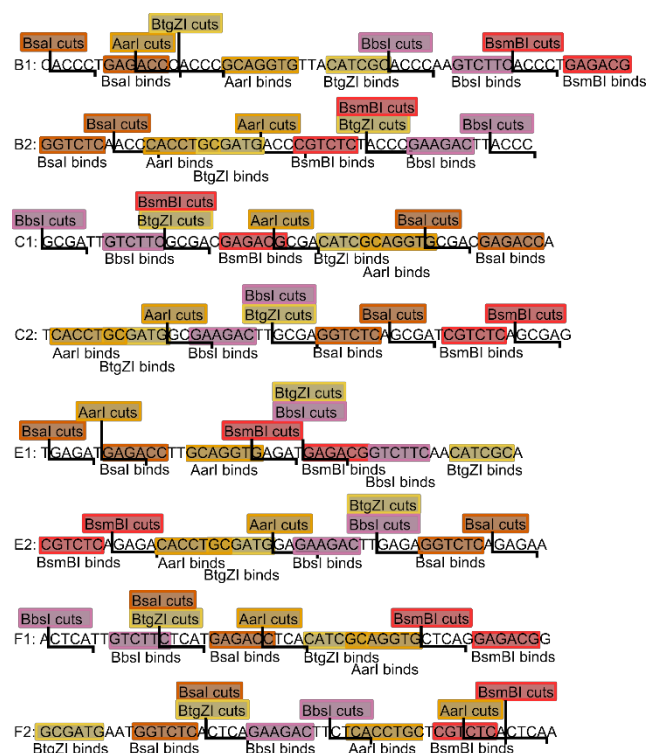 BtgZI cuts
BsaI cuts AarI cuts BbsI cuts BsmBI cuts
B1: CACCCTGAGACCCACCCGCAGGTGTTACATCGCACCCAAGTCTTCACCCTGAGACG
BsaI binds AarI binds BtgZI binds BbsI binds BsmBI binds
BsmBI cuts
BsaI cuts AarI cuts BtgZI cuts BbsI cuts
B2: GGTCTCAACCCCACCTGCGATGACCCCGTCTCTACCCGAAGACTTACCC
BsaI binds AarI binds BsmBI binds BbsI binds
BtgZI binds
BsmBI cuts
BbsI cuts BtgZI cuts AarI cuts BsaI cuts
C1: GCGATTGTCTTCGCGACGAGACGCGACATCGCAGGTGCGACGAGACCA
BbsI binds BsmBI binds BtgZI binds BsaI binds
AarI binds
BbsI cuts
AarI cuts BtgZI cuts BsaI cuts BsmBI cuts
C2: TCACCTGCGATGGCGAAGACTTGCGAGGTCTCAGCGATCGTCTCAGCGAG
AarI binds BbsI binds BsaI binds BsmBI binds
BtgZI binds
BtgZI cuts
AarI cuts BbsI cuts
BsaI cuts BsmBI cuts
E1: TGAGATGAGACCTTGCAGGTGAGATGAGACGGTCTTCAACATCGCA
BsaI binds AarI binds BsmBI binds BtgZI binds
BbsI binds
BtgZI cuts
BsmBI cuts AarI cuts BbsI cuts BsaI cuts
E2: CGTCTCAGAGACACCTGCGATGGAGAAGACTTGAGAGGTCTCAGAGAA
BsmBI binds AarI binds BbsI binds BsaI binds
BtgZI binds
BsaI cuts
BbsI cuts BtgZI cuts AarI cuts BsmBI cuts
F1: ACTCATTGTCTTCTCATGAGACCTCACATCGCAGGTGCTCAGGAGACGG
BbsI binds BsaI binds BtgZI binds BsmBI binds
AarI binds
BsaI cuts BsmBI cuts
BtgZI cuts BbsI cuts AarI cuts
F2: GCGATGAATGGTCTCACTCAGAAGACTTCTCACCTGCTCGTCTCACTCAA
BtgZI binds BsaI binds BbsI binds AarI binds BsmBI binds